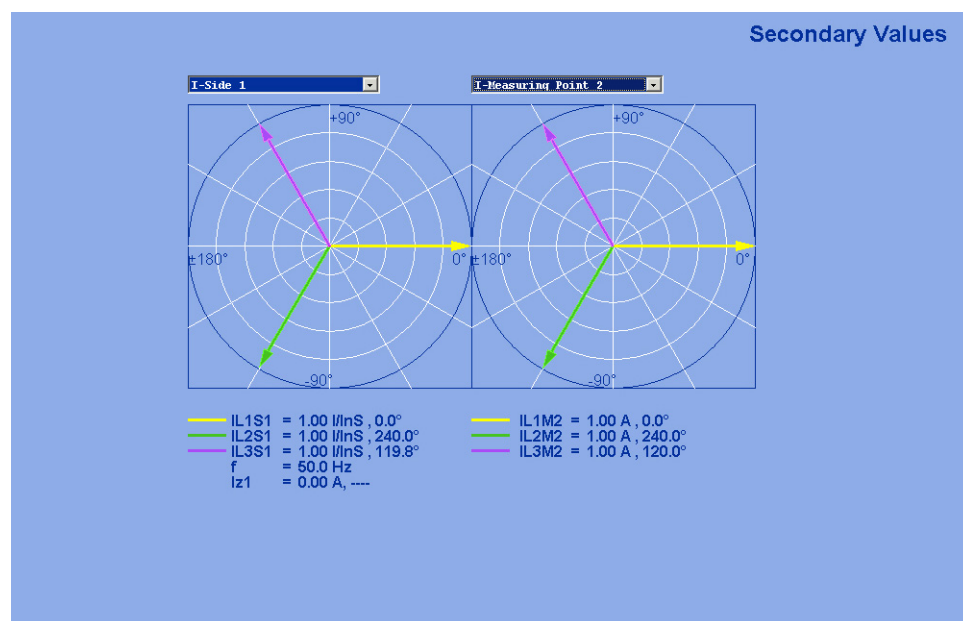 Secondary Values
I-Side 1
I-Measuring Point 2
+90°
+90°
±180°
0°
±180°
0°
-90°
-90°
IL1S1 = 1.00 I/InS , 0.0°
IL2S1 = 1.00 I/InS , 240.0°
IL3S1 = 1.00 I/InS , 119.8°
f = 50.0 Hz
Iz1 = 0.00 A, ----
IL1M2 = 1.00 A , 0.0°
IL2M2 = 1.00 A , 240.0°
IL3M2 = 1.00 A , 120.0°